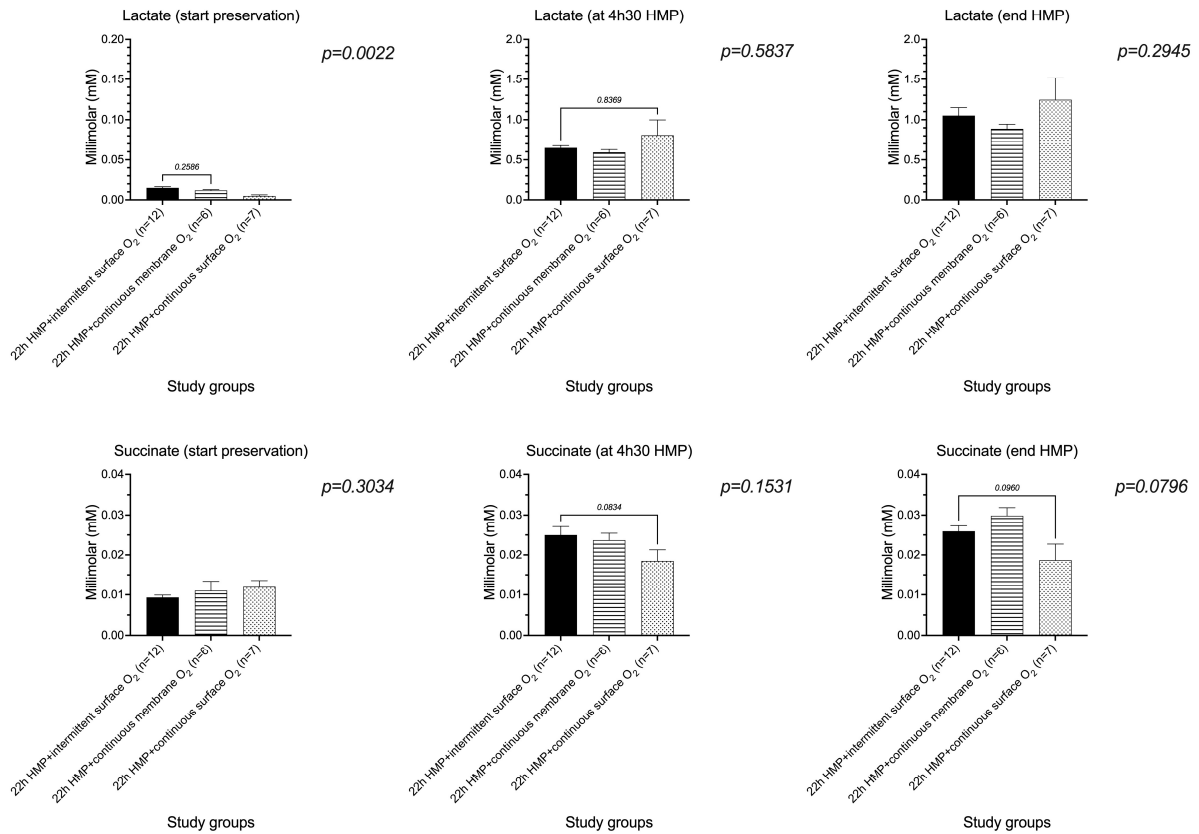 Lactate (start preservation)
p=0.0022
Millimolar (mM)
0.20
0.15
0.10
0.05
0.00
0.2586
22h HMP+intermittent surface O2 (n=12)
22h HMP+continuous membrane O2 (n=6)
22h HMP+continuous surface O2 (n=7)
Study groups
Lactate (at 4h30 HMP)
p=0.5837
Millimolar (mM)
2.0
1.5
1.0
0.5
0.0
0.8369
22h HMP+intermittent surface O2 (n=12)
22h HMP+continuous membrane O2 (n=6)
22h HMP+continuous surface O2 (n=7)
Study groups
Lactate (end HMP)
p=0.2945
Millimolar (mM)
2.0
1.5
1.0
0.5
0.0
22h HMP+intermittent surface O2 (n=12)
22h HMP+continuous membrane O2 (n=6)
22h HMP+continuous surface O2 (n=7)
Study groups
Succinate (start preservation)
p=0.3034
Millimolar (mM)
0.04
0.03
0.02
0.01
0.00
22h HMP+intermittent surface O2 (n=12)
22h HMP+continuous membrane O2 (n=6)
22h HMP+continuous surface O2 (n=7)
Study groups
Succinate (at 4h30 HMP)
p=0.1531
Millimolar (mM)
0.04
0.03
0.02
0.01
0.00
0.0834
22h HMP+intermittent surface O2 (n=12)
22h HMP+continuous membrane O2 (n=6)
22h HMP+continuous surface O2 (n=7)
Study groups
Succinate (end HMP)
p=0.0796
Millimolar (mM)
0.04
0.03
0.02
0.01
0.00
0.0960
22h HMP+intermittent surface O2 (n=12)
22h HMP+continuous membrane O2 (n=6)
22h HMP+continuous surface O2 (n=7)
Study groups